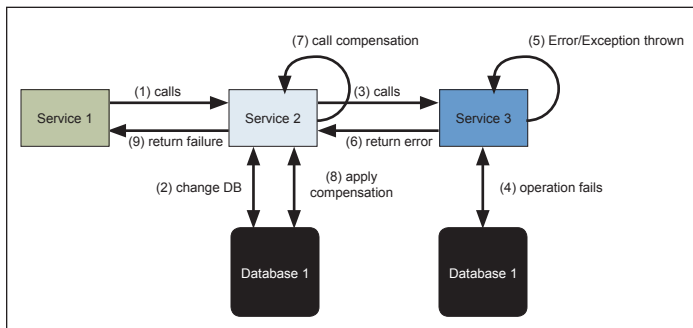 (7) call compensation
(5) Error/Exception thrown
(1) calls
(3) calls
Service 1
Service 2
Service 3
(9) return failure
(6) return error
(2) change DB
(8) apply
compensation
(4) operation fails
Database 1
Database 1